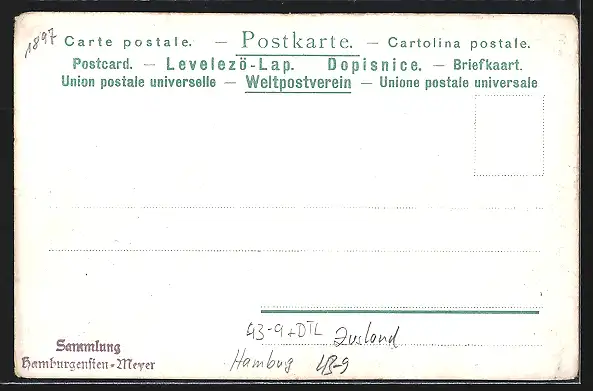 1897
Carte postale. — Postkarte. — Cartolina postale.
Postcard. — Levelezö-Lap. Dopisnice. — Briefkaart.
Union postale universelle — Weltpostverein — Unione postale universale
43-9+DTL
Hamburg 43-9
Sammlung
Hamburgensien-Meyer